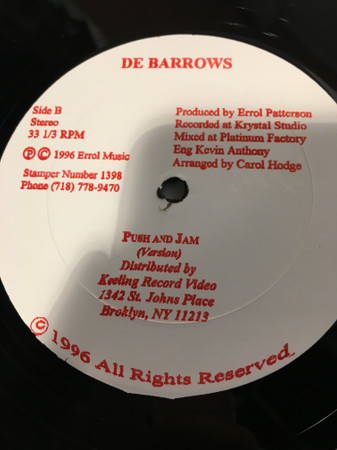 DE BARROWS
Side B
Stereo
33 1/3 RPM
Ⓟ © 1996 Errol Music
Stamper Number 1398
Phone (718) 778-9470
Produced by Errol Patterson
Recorded at Krystal Studio
Mixed at Platinum Factory
Eng Kevin Anthony
Arranged by Carol Hodge
PUSH AND JAM
(Version)
Distributed by
Keeling Record Video
1342 St. Johns Place
Broklyn, NY 11213
© 1996 All Rights Reserved